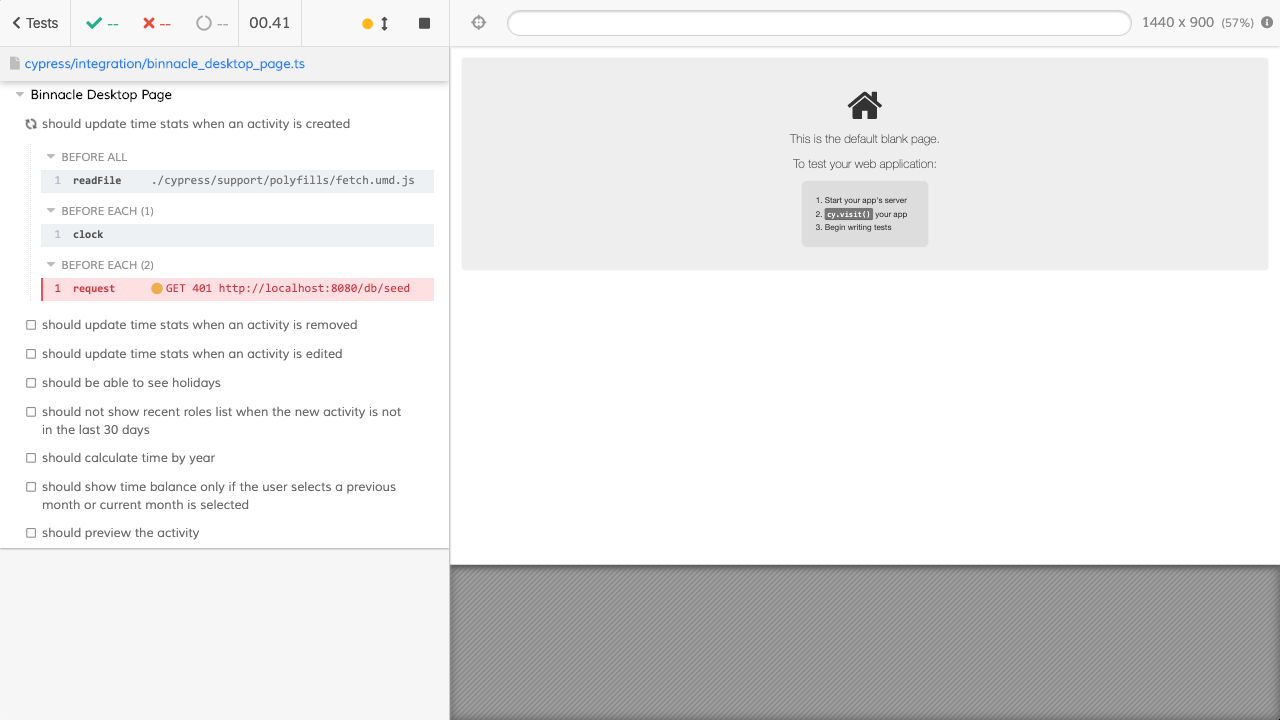 Tests
--
--
--
00.41
1440 x 900 (57%)
cypress/integration/binnacle_desktop_page.ts
Binnacle Desktop Page
should update time stats when an activity is created
BEFORE ALL
1 readFile ./cypress/support/polyfills/fetch.umd.js
BEFORE EACH (1)
1 clock
BEFORE EACH (2)
1 request GET 401 http://localhost:8080/db/seed
should update time stats when an activity is removed
should update time stats when an activity is edited
should be able to see holidays
should not show recent roles list when the new activity is not
in the last 30 days
should calculate time by year
should show time balance only if the user selects a previous
month or current month is selected
should preview the activity
This is the default blank page.
To test your web application:
1. Start your app's server
2. cy.visit() your app
3. Begin writing tests